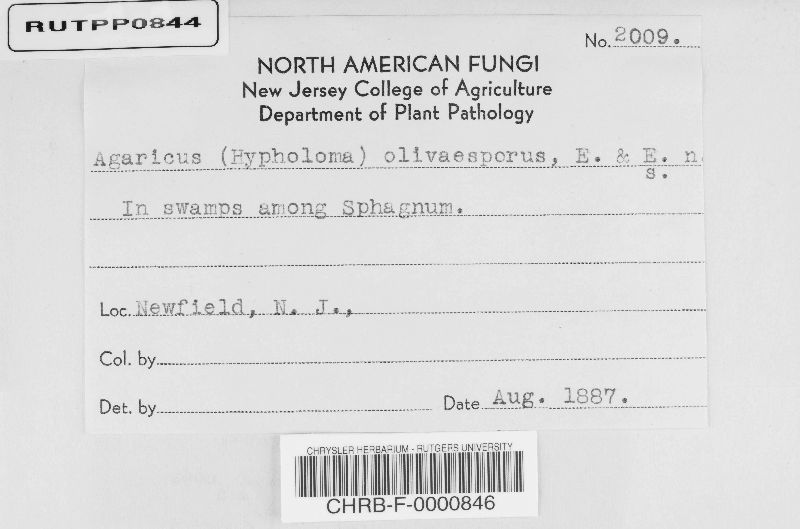 RUTPP0844
No. 2009.
NORTH AMERICAN FUNGI
New Jersey College of Agriculture
Department of Plant Pathology
Agaricus (Hypholoma) olivaesporus, E. & E. n.
s.
In swamps among Sphagnum.
Loc. Newfield, N. J.,
Col. by
Det. by
Date Aug. 1887.
CHRYSLER HERBARIUM - RUTGERS UNIVERSITY
CHRB-F-0000846